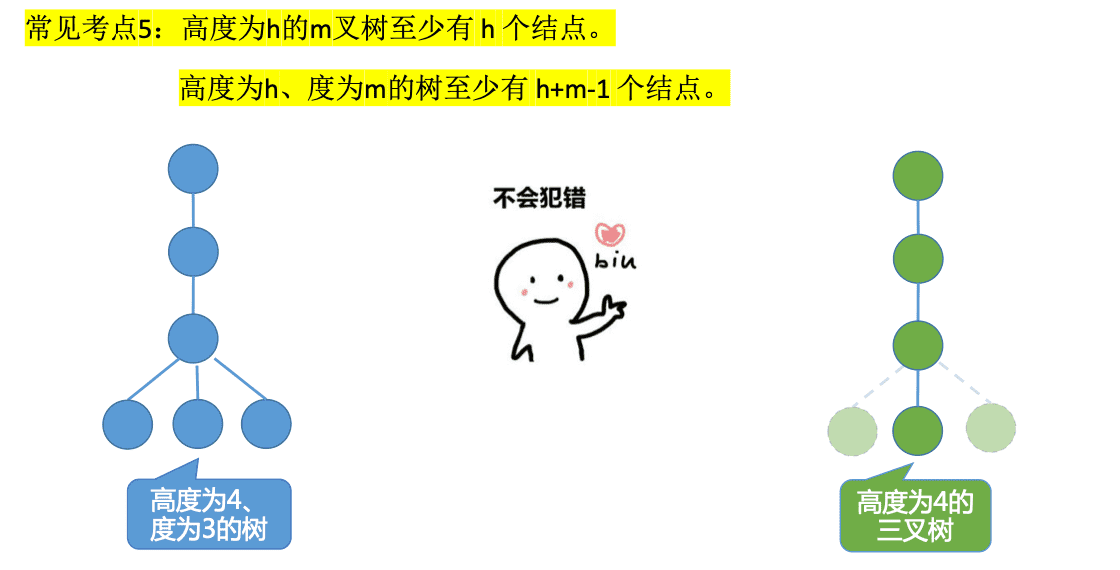 常见考点5：高度为h的m叉树至少有 h 个结点。
高度为h、度为m的树至少有 h+m-1 个结点。
不会犯错
biu
高度为4、
度为3的树
高度为4的
三叉树